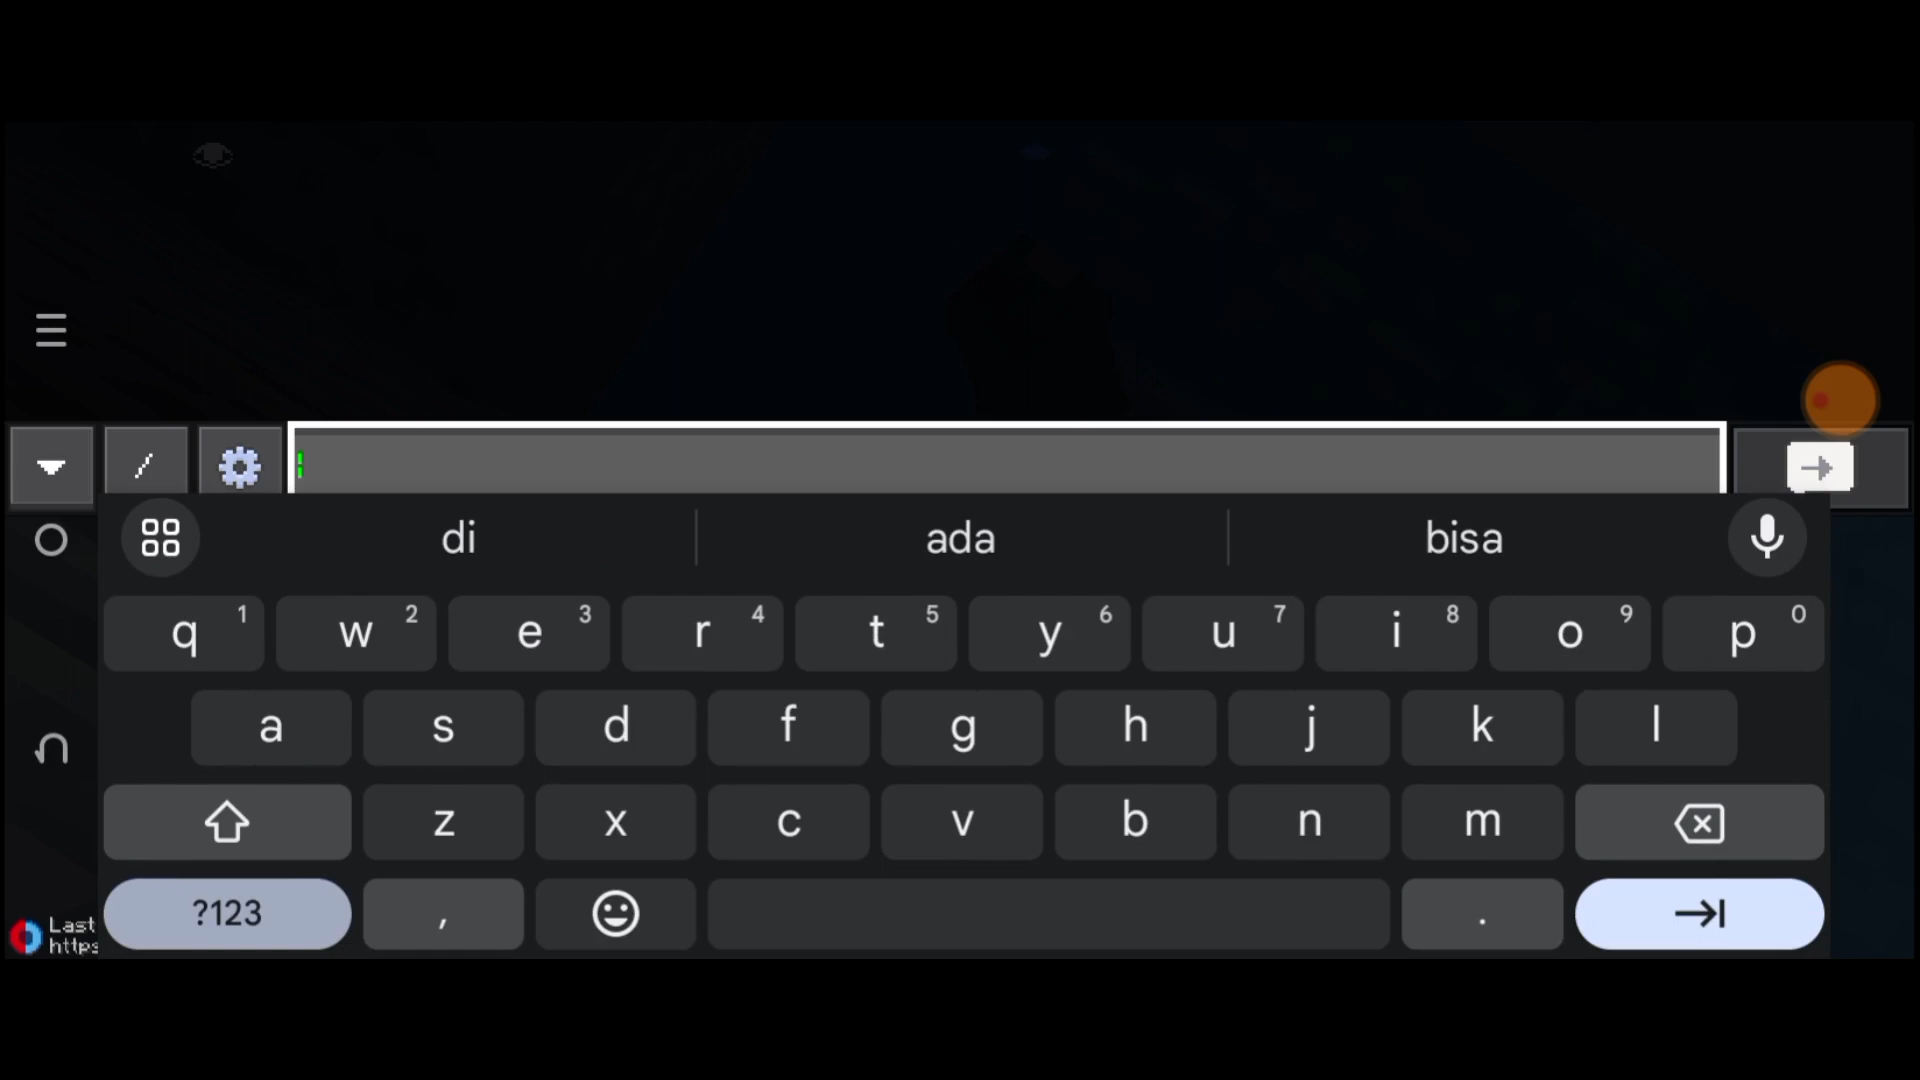 /
di ada bisa
q 1 w 2 e 3 r 4 t 5 y 6 u 7 i 8 o 9 p 0
a s d f g h j k l
z x c v b n m
?123 , .
Last
https